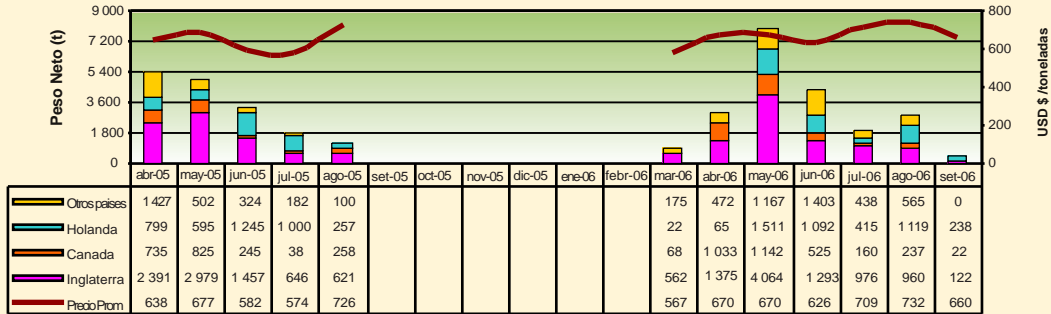 9 000
7 200
5 400
3 600
1 800
0
Peso Neto (t)
800
600
400
200
0
USD $ /toneladas
abr-05 may-05 jun-05 jul-05 ago-05 set-05 oct-05 nov-05 dic-05 ene-06 febr-06 mar-06 abr-06 may-06 jun-06 jul-06 ago-06 set-06
Otros paises 1 427 502 324 182 100 175 472 1 167 1 403 438 565 0
Holanda 799 595 1 245 1 000 257 22 65 1 511 1 092 415 1 119 238
Canada 735 825 245 38 258 68 1 033 1 142 525 160 237 22
Inglaterra 2 391 2 979 1 457 646 621 562 1 375 4 064 1 293 976 960 122
Precio Prom 638 677 582 574 726 567 670 670 626 709 732 660